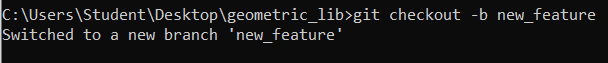 C:\Users\Student\Desktop\geometric_lib>git checkout -b new_feature
Switched to a new branch 'new_feature'